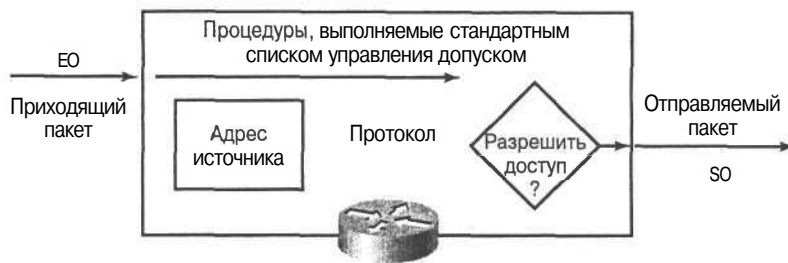 Процедуры, выполняемые стандартным
списком управления допуском
EO
Приходящий
пакет
Адрес
источника
Протокол
Разрешить
доступ
?
Отправляемый
пакет
SO